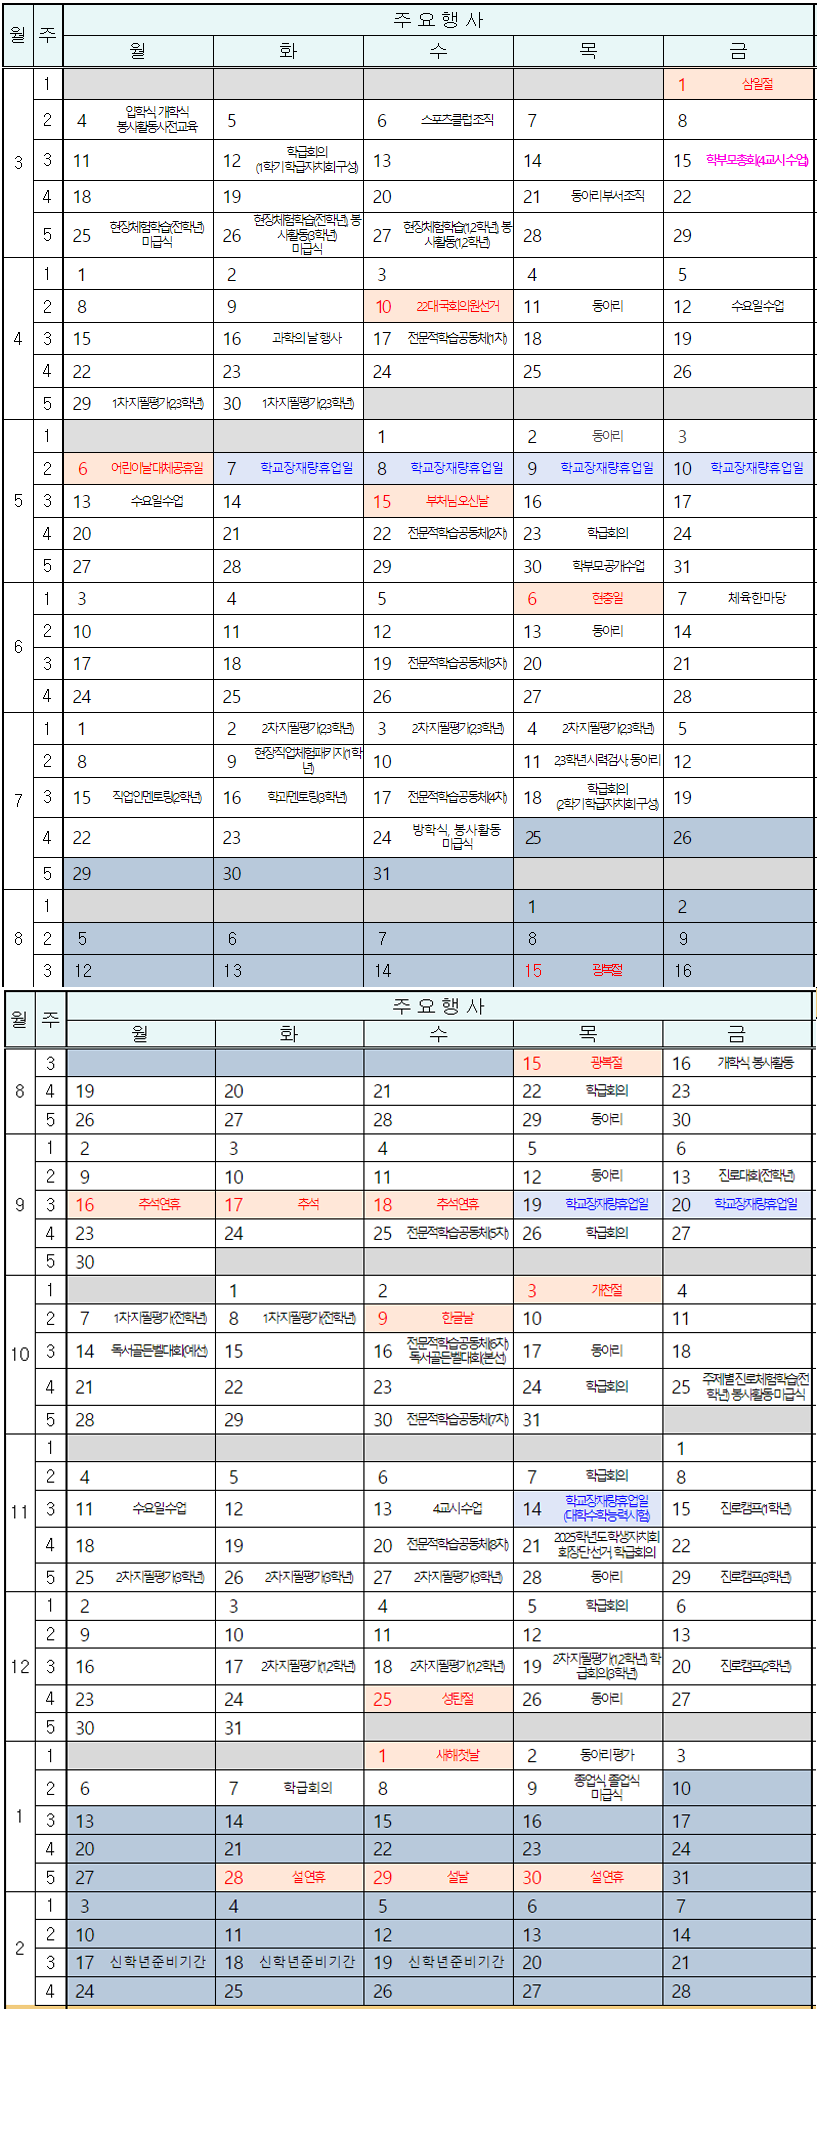 월 주 주 요 행 사
월 화 수 목 금
3
1 1 삼일절
2 4 입학식, 개학식 5 6 스포츠클럽 조직 7 8
봉사활동사전교육
3 11 12 학급회의 13 14 15 학부모총회(4교시 수업)
(1학기 학급자치회 구성)
4 18 19 20 21 동아리 부서조직 22
5 25 현장체험학습(전학년) 26 현장체험학습(전학년) 봉 27 현장체험학습(1,2학년) 봉 28 29
미급식 사활동(3학년) 사활동(1,2학년)
미급식
4
1 1 2 3 4 5
2 8 9 10 22대 국회의원선거 11 동아리 12 수요일 수업
3 15 16 과학의 날 행사 17 전문적학습공동체(1차) 18 19
4 22 23 24 25 26
5 29 1차 지필평가(2,3학년) 30 1차 지필평가(2,3학년)
5
1 1 2 동아리 3
2 6 어린이날 대체공휴일 7 학교장 재량휴업일 8 학교장 재량휴업일 9 학교장 재량휴업일 10 학교장 재량휴업일
3 13 수요일 수업 14 15 부처님 오신날 16 17
4 20 21 22 전문적학습공동체(2차) 23 학급회의 24
5 27 28 29 30 학부모 공개수업 31
6
1 3 4 5 6 현충일 7 체육한마당
2 10 11 12 13 동아리 14
3 17 18 19 전문적학습공동체(3차) 20 21
4 24 25 26 27 28
7
1 1 2 2차 지필평가(2,3학년) 3 2차 지필평가(2,3학년) 4 2차 지필평가(2,3학년) 5
2 8 9 현장직업체험패키지(1학 10 11 2,3학년 시력검사, 동아리 12
년)
3 15 직업인멘토링(2학년) 16 학과멘토링(3학년) 17 전문적학습공동체(4차) 18 학급회의 19
(2학기 학급자치회 구성)
4 22 23 24 방학식, 봉사활동 25 26
미급식
5 29 30 31
8
1 1 2
2 5 6 7 8 9
3 12 13 14 15 광복절 16
월 주 주 요 행 사
월 화 수 목 금
8
3 15 광복절 16 개학식, 봉사활동
4 19 20 21 22 학급회의 23
5 26 27 28 29 동아리 30
9
1 2 3 4 5 6
2 9 10 11 12 동아리 13 진로대회(전학년)
3 16 추석연휴 17 추석 18 추석연휴 19 학교장재량휴업일 20 학교장재량휴업일
4 23 24 25 전문적학습공동체(5차) 26 학급회의 27
5 30
10
1 1 2 3 개천절 4
2 7 1차 지필평가(전학년) 8 1차 지필평가(전학년) 9 한글날 10 11
3 14 독서골든벨대회(예선) 15 16 전문적학습공동체(6차) 17 동아리 18
독서골든벨대회(본선)
4 21 22 23 24 학급회의 25 주제별 진로체험학습(전
학년) 봉사활동 미급식
5 28 29 30 전문적학습공동체(7차) 31
11
1 1
2 4 5 6 7 학급회의 8
3 11 수요일 수업 12 13 4교시 수업 14 학교장재량휴업일 15 진로캠프(1학년)
(대학수학능력시험)
4 18 19 20 전문적학습공동체(8차) 21 2025학년도 학생자치회 22
회장단 선거, 학급회의
5 25 2차 지필평가(3학년) 26 2차 지필평가(3학년) 27 2차 지필평가(3학년) 28 동아리 29 진로캠프(3학년)
12
1 2 3 4 5 학급회의 6
2 9 10 11 12 13
3 16 17 2차 지필평가(1,2학년) 18 2차 지필평가(1,2학년) 19 2차 지필평가(1,2학년) 학 20 진로캠프(2학년)
급회의(3학년)
4 23 24 25 성탄절 26 동아리 27
5 30 31
1
1 1 새해 첫날 2 동아리 평가 3
2 6 7 학급회의 8 9 종업식, 졸업식 10
미급식
3 13 14 15 16 17
4 20 21 22 23 24
5 27 28 설 연휴 29 설날 30 설 연휴 31
2
1 3 4 5 6 7
2 10 11 12 13 14
3 17 신학년준비기간 18 신학년준비기간 19 신학년준비기간 20 21
4 24 25 26 27 28